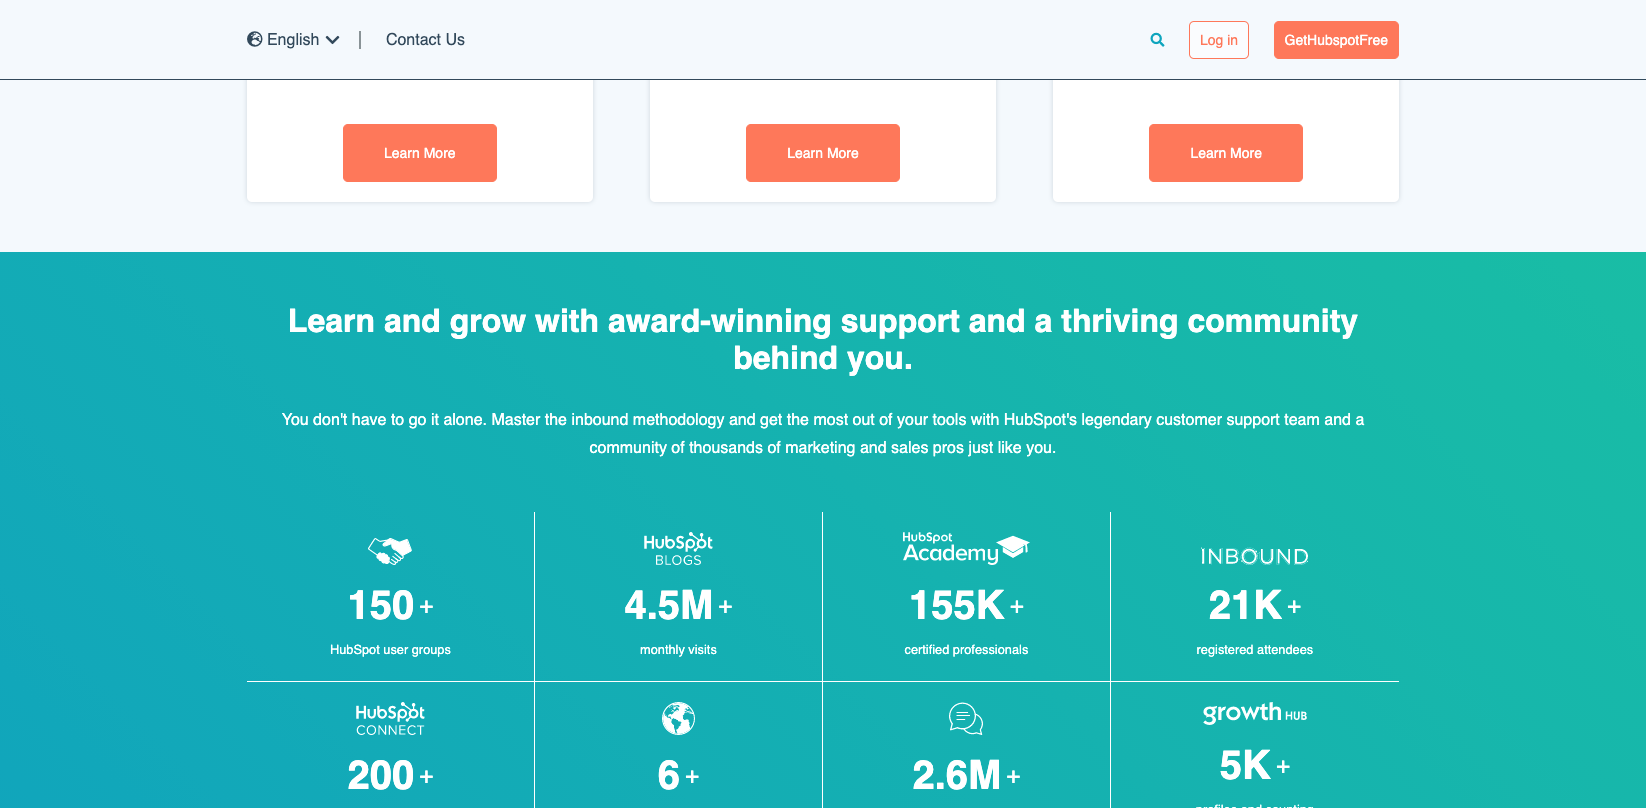 English
Contact Us
Log in
GetHubspotFree
Learn More
Learn More
Learn More
Learn and grow with award-winning support and a thriving community
behind you.
You don't have to go it alone. Master the inbound methodology and get the most out of your tools with HubSpot's legendary customer support team and a
community of thousands of marketing and sales pros just like you.
HubSpot
BLOGS
HubSpot
Academy
INBOUND
150 +
4.5M +
155K +
21K +
HubSpot user groups
monthly visits
certified professionals
registered attendees
HubSpot
CONNECT
growth HUB
200 +
6 +
2.6M +
5K +
profiles and counting